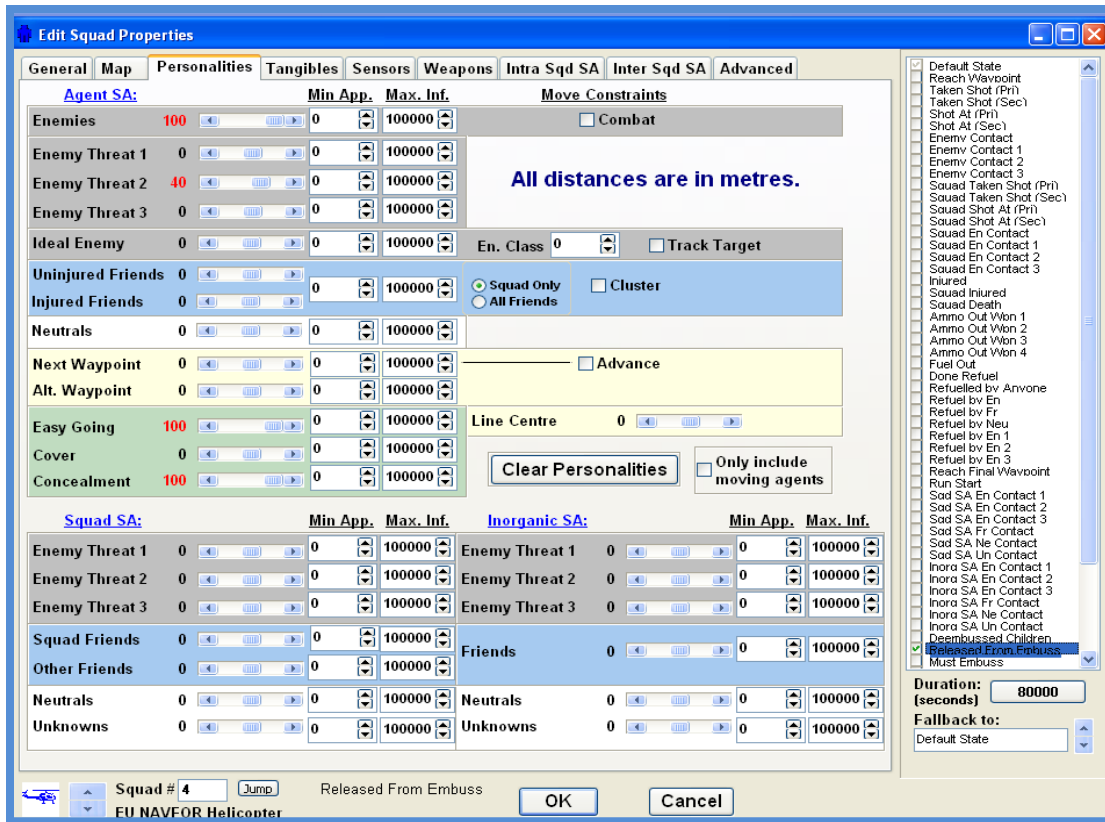 Edit Squad Properties
General Map Personalities Tangibles Sensors Weapons Intra Sqd SA Inter Sqd SA Advanced
Agent SA: Min App. Max. Inf. Move Constraints
Enemies 100 0 100000 Combat
Enemy Threat 1 0 0 100000
Enemy Threat 2 40 0 100000 All distances are in metres.
Enemy Threat 3 0 0 100000
Ideal Enemy 0 0 100000 En. Class 0 Track Target
Uninjured Friends 0 0 100000 Squad Only Cluster
Injured Friends 0 All Friends
Neutrals 0 0 100000
Next Waypoint 0 0 100000 Advance
Alt. Waypoint 0 0 100000
Easy Going 100 0 100000 Line Centre 0
Cover 0 0 100000 Clear Personalities Only include
Concealment 100 0 100000 moving agents
Squad SA: Min App. Max. Inf. Inorganic SA: Min App. Max. Inf.
Enemy Threat 1 0 0 100000 Enemy Threat 1 0 0 100000
Enemy Threat 2 0 0 100000 Enemy Threat 2 0 0 100000
Enemy Threat 3 0 0 100000 Enemy Threat 3 0 0 100000
Squad Friends 0 0 100000 Friends 0 0 100000
Other Friends 0 0 100000
Neutrals 0 0 100000 Neutrals 0 0 100000
Unknowns 0 0 100000 Unknowns 0 0 100000
Squad # 4 Jump Released From Embuss OK Cancel
EU NAVFOR Helicopter
Default State
Reach Waypoint
Taken Shot (Pri)
Taken Shot (Sec)
Shot At (Pri)
Shot At (Sec)
Enemy Contact
Enemy Contact 1
Enemy Contact 2
Enemy Contact 3
Squad Taken Shot (Pri)
Squad Taken Shot (Sec)
Squad Shot At (Pri)
Squad Shot At (Sec)
Squad En Contact
Squad En Contact 1
Squad En Contact 2
Squad En Contact 3
Injured
Squad Injured
Squad Death
Ammo Out Wpn 1
Ammo Out Wpn 2
Ammo Out Wpn 3
Ammo Out Wpn 4
Fuel Out
Done Refuel
Refuelled by Anyone
Refuel by En
Refuel by Fr
Refuel by Neu
Refuel by En 1
Refuel by En 2
Refuel by En 3
Reach Final Waypoint
Run Start
Sqd SA En Contact 1
Sqd SA En Contact 2
Sqd SA En Contact 3
Sqd SA Fr Contact
Sqd SA Ne Contact
Sqd SA Un Contact
Inorg SA En Contact 1
Inorg SA En Contact 2
Inorg SA En Contact 3
Inorg SA Fr Contact
Inorg SA Ne Contact
Inorg SA Un Contact
Deembussed Children
Released From Embuss
Must Embuss
Duration:
(seconds) 80000
Fallback to:
Default State